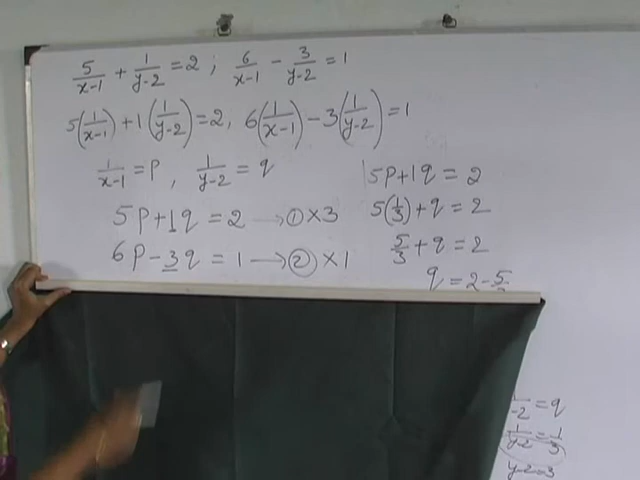 5/(x-1) + 1/(y-2) = 2 ; 6/(x-1) - 3/(y-2) = 1
5(1/(x-1)) + 1(1/(y-2)) = 2, 6(1/(x-1)) - 3(1/(y-2)) = 1
1/(x-1) = P, 1/(y-2) = q
5P + 1q = 2 → ① × 3
6P - 3q = 1 → ② × 1
5P + 1q = 2
5(1/3) + q = 2
5/3 + q = 2
q = 2 - 5/
-2 = q
1/(y-2) = 1/3
y-2 = 3